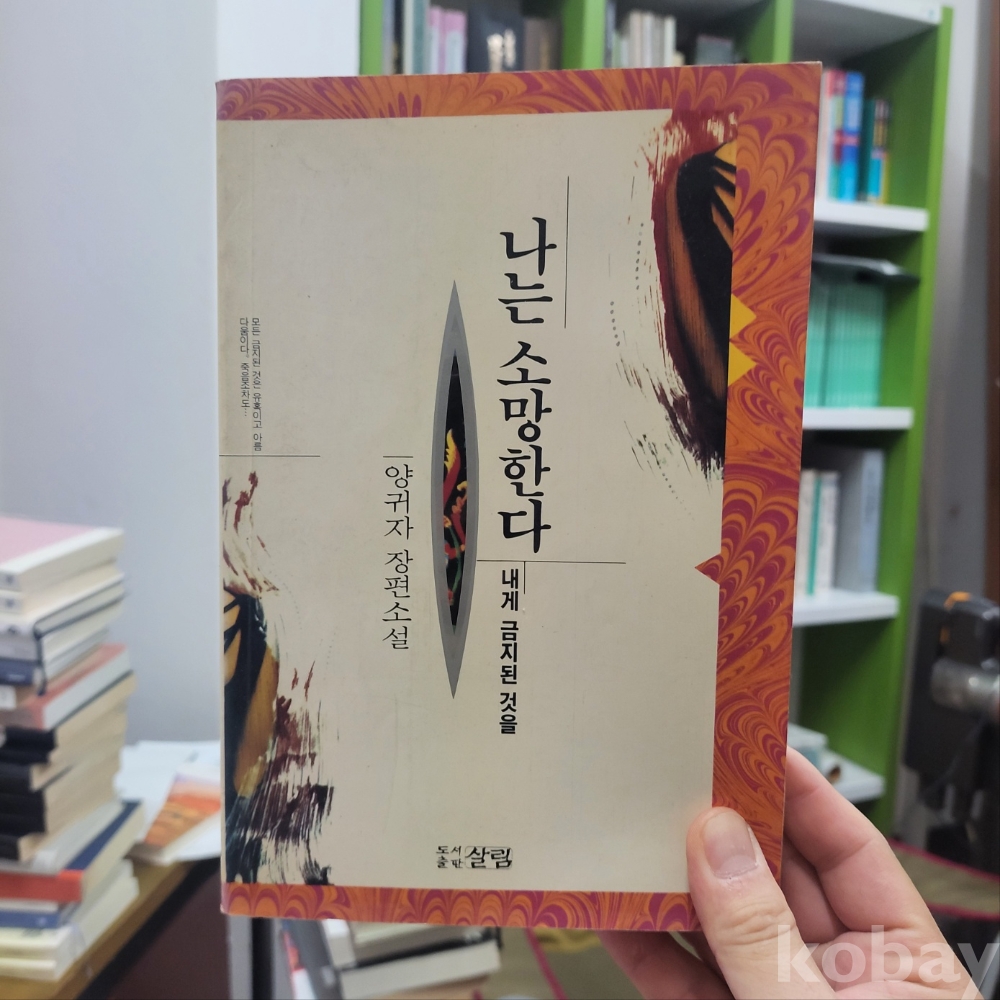 나는 소망한다
내게 금지된 것을
양귀자 장편소설
모든 금지된 것은 유혹이고 아름
다움이다. 죽음조차도…
도서
출판 살림
kobay